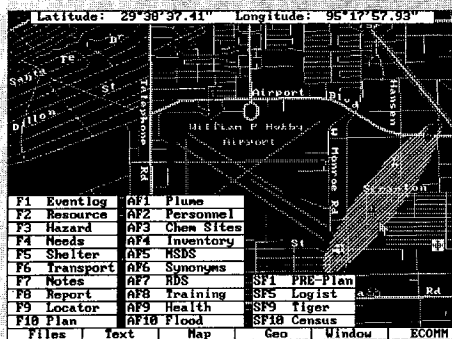 Latitude: 29°38'37.41" Longitude: 95°17'57.93"
Santa
Fe
Dr
St
Dillon
Telephone
Rd
Airport
Blvd
Hansen
William P Hobby
Airport
W Monroe Rd
Scranton
St
Rd
F1 Eventlog AF1 Plume
F2 Resource AF2 Personnel
F3 Hazard AF3 Chem Sites
F4 Needs AF4 Inventory
F5 Shelter AF5 MSDS
F6 Transport AF6 Synonyms
F7 Notes AF7 RDS SF1 PRE-Plan
F8 Report AF8 Training SF5 Logist
F9 Locator AF9 Health SF9 Tiger
F10 Plan AF10 Flood SF10 Census
Files Text Map Geo Window ECOMM